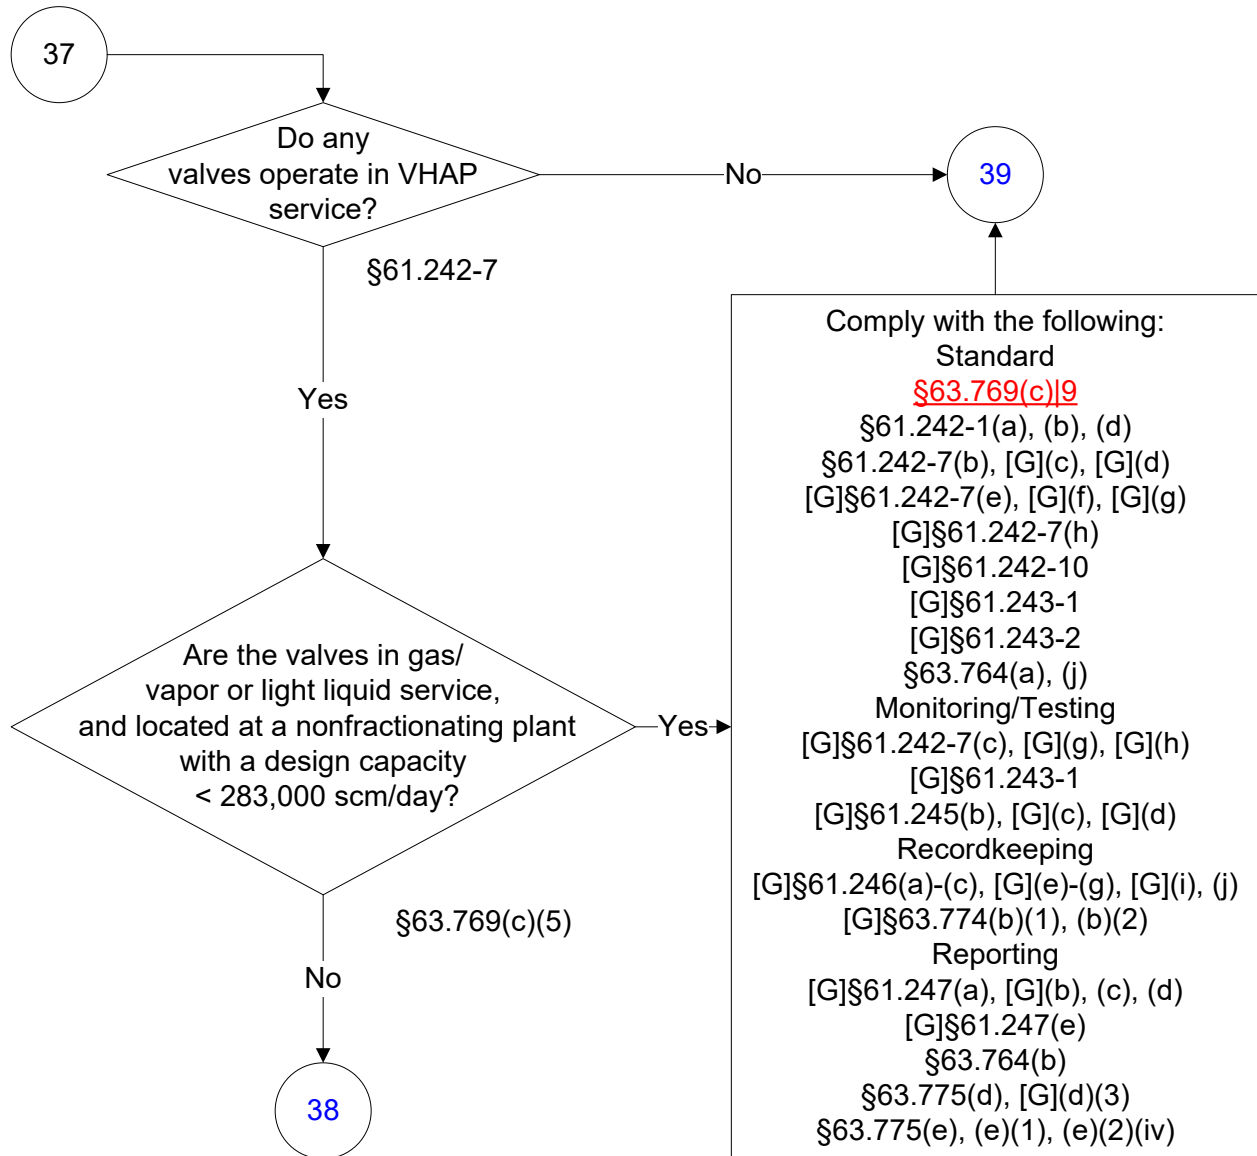 37
Do any
valves operate in VHAP
service?
No
39
§61.242-7
Yes
Are the valves in gas/
vapor or light liquid service,
and located at a nonfractionating plant
with a design capacity
< 283,000 scm/day?
Yes
§63.769(c)(5)
No
38
Comply with the following:
Standard
§63.769(c)|9
§61.242-1(a), (b), (d)
§61.242-7(b), [G](c), [G](d)
[G]§61.242-7(e), [G](f), [G](g)
[G]§61.242-7(h)
[G]§61.242-10
[G]§61.243-1
[G]§61.243-2
§63.764(a), (j)
Monitoring/Testing
[G]§61.242-7(c), [G](g), [G](h)
[G]§61.243-1
[G]§61.245(b), [G](c), [G](d)
Recordkeeping
[G]§61.246(a)-(c), [G](e)-(g), [G](i), (j)
[G]§63.774(b)(1), (b)(2)
Reporting
[G]§61.247(a), [G](b), (c), (d)
[G]§61.247(e)
§63.764(b)
§63.775(d), [G](d)(3)
§63.775(e), (e)(1), (e)(2)(iv)